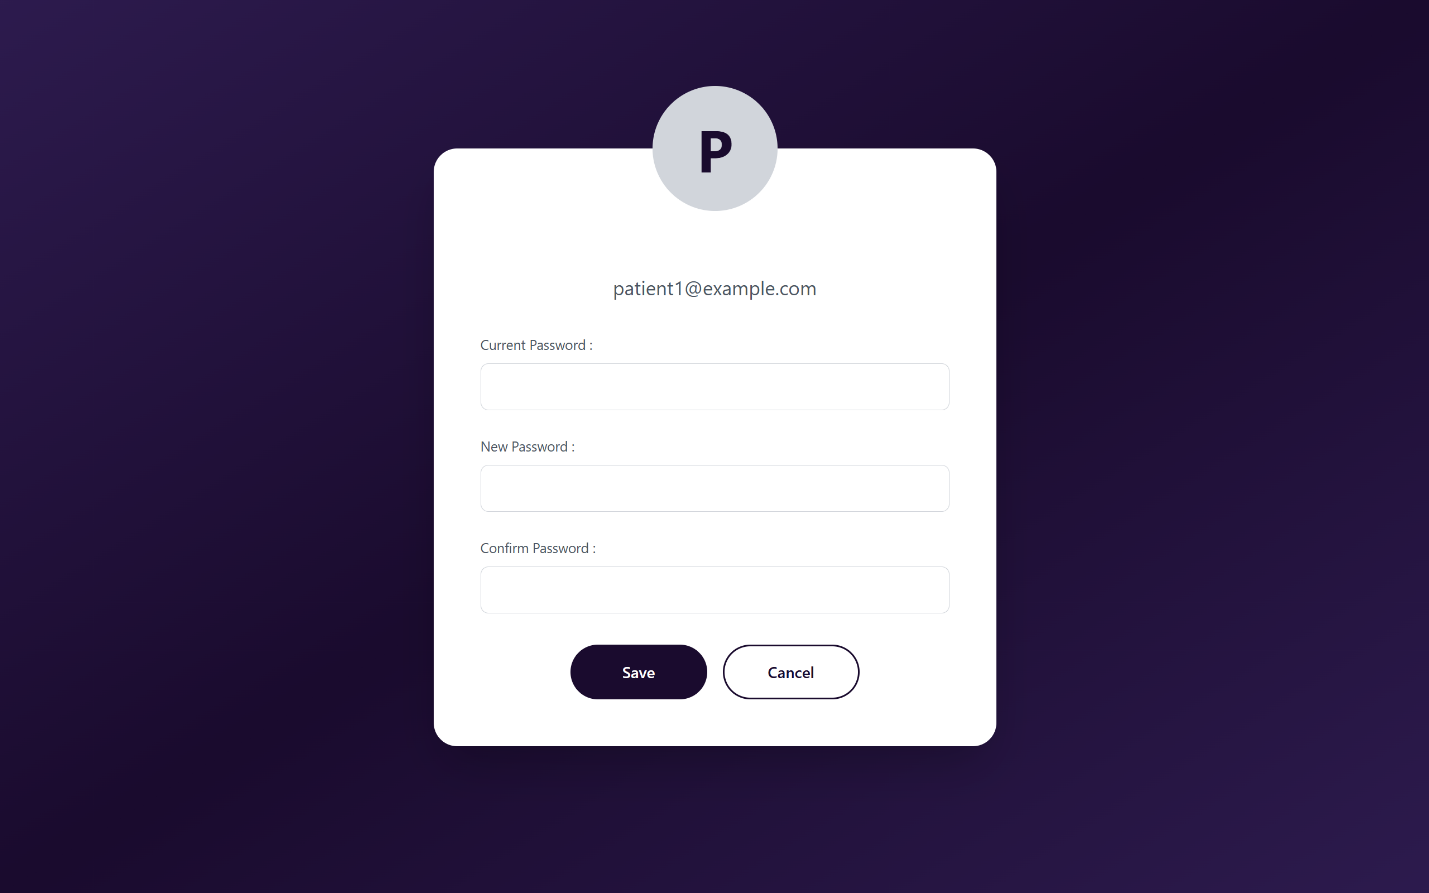 P
patient1@example.com
Current Password :
New Password :
Confirm Password :
Save
Cancel